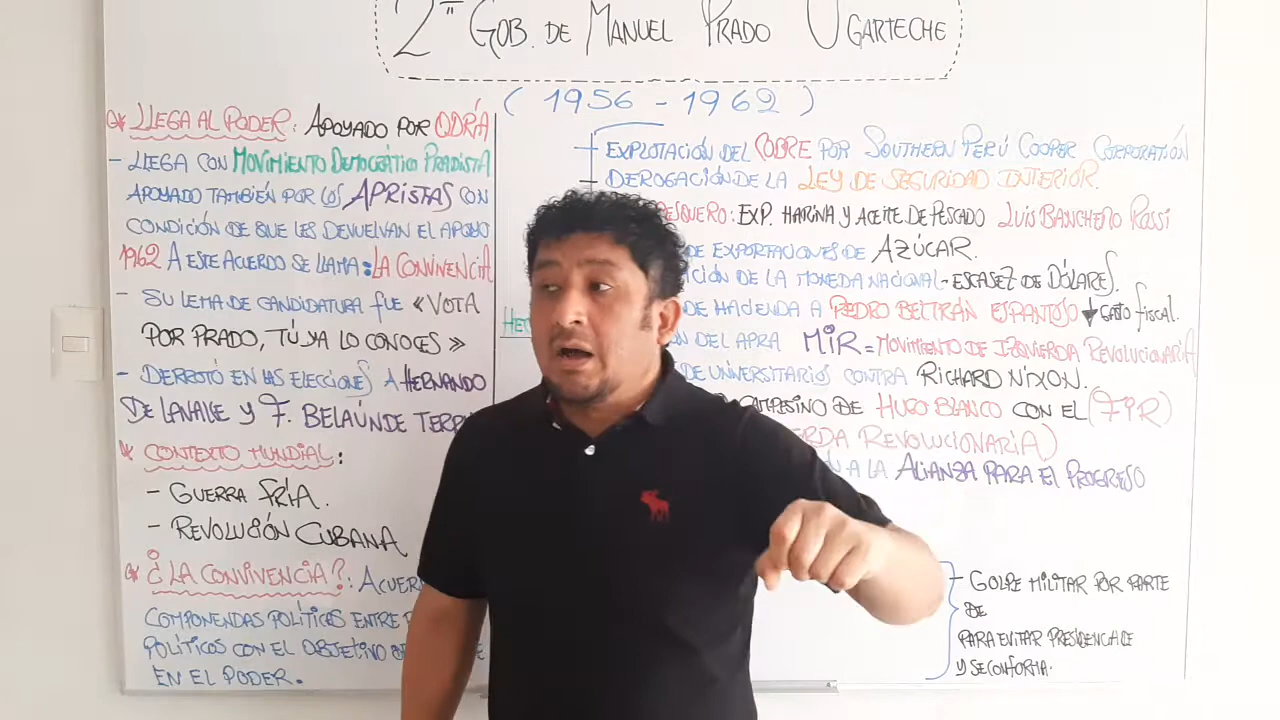 2do GOB. DE MANUEL PRADO UGARTECHE
(1956 - 1962)
LLEGA AL PODER: APOYADO POR ODRÍA
- LLEGA CON MOVIMIENTO DEMOCRÁTICO PRADISTA
APOYADO TAMBIÉN POR LOS APRISTAS CON
CONDICIÓN DE QUE LES DEVUELVAN EL APOYO
1962 A ESTE ACUERDO SE LLAMA: LA CONVIVENCIA
- SU LEMA DE CANDIDATURA FUE «VOTA
POR PRADO, TÚ YA LO CONOCES»
- DERROTÓ EN LAS ELECCIONES A HERNANDO
DE LAVALLE Y F. BELAÚNDE
* CONTEXTO MUNDIAL:
- GUERRA FRÍA.
- REVOLUCIÓN CUBANA
¿LA CONVIVENCIA?:
COMPONENDAS POLÍTICAS ENTRE
POLÍTICOS CON EL OBJETIVO
EN EL PODER.
- EXPLOTACIÓN DEL COBRE POR SOUTHERN PERÚ COOPER CORPORATIÓN
- DEROGACIÓN DE LA LEY DE SEGURIDAD INTERIOR.
PESQUERO: EXP. HARINA Y ACEITE DE PESCADO LUIS BANCHERO ROSSI
DE EXPORTACIONES DE AZÚCAR.
DE LA MONEDA NACIONAL - ESCASEZ DE DÓLARES.
DE HACIENDA A PEDRO BELTRÁN ESPANTOSO ↓ GASTO fiscal.
DEL APRA MIR = MOVIMIENTO DE IZQUIERDA REVOLUCIONARIA
DE UNIVERSITARIOS CONTRA RICHARD NIXON.
CAMPESINO DE HUGO BLANCO CON EL (FIR)
REVOLUCIONARIA)
A LA ALIANZA PARA EL PROGRESO
- GOLPE MILITAR POR PARTE
DE
PARA EVITAR PRESIDENCIA DE
Y SE CONFORMA.